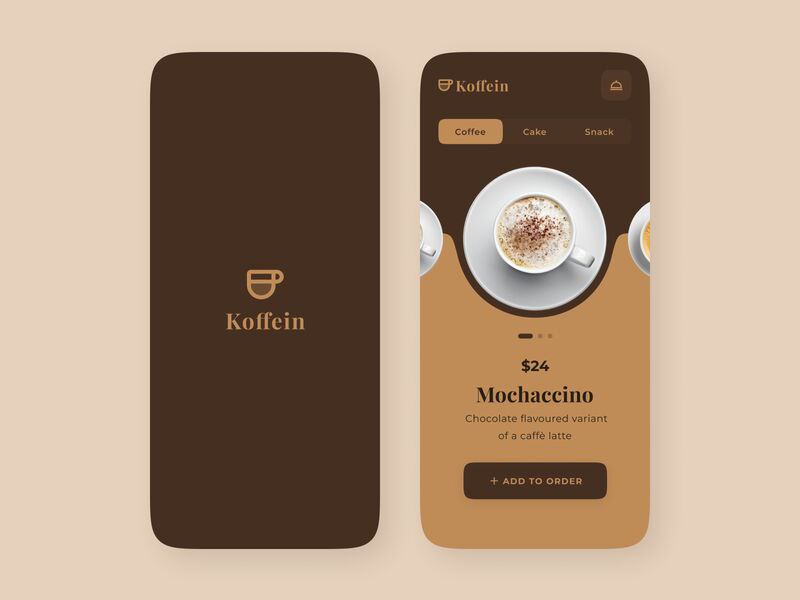 Koffein
Koffein
Coffee Cake Snack
$24
Mochaccino
Chocolate flavoured variant
of a caffè latte
+ ADD TO ORDER